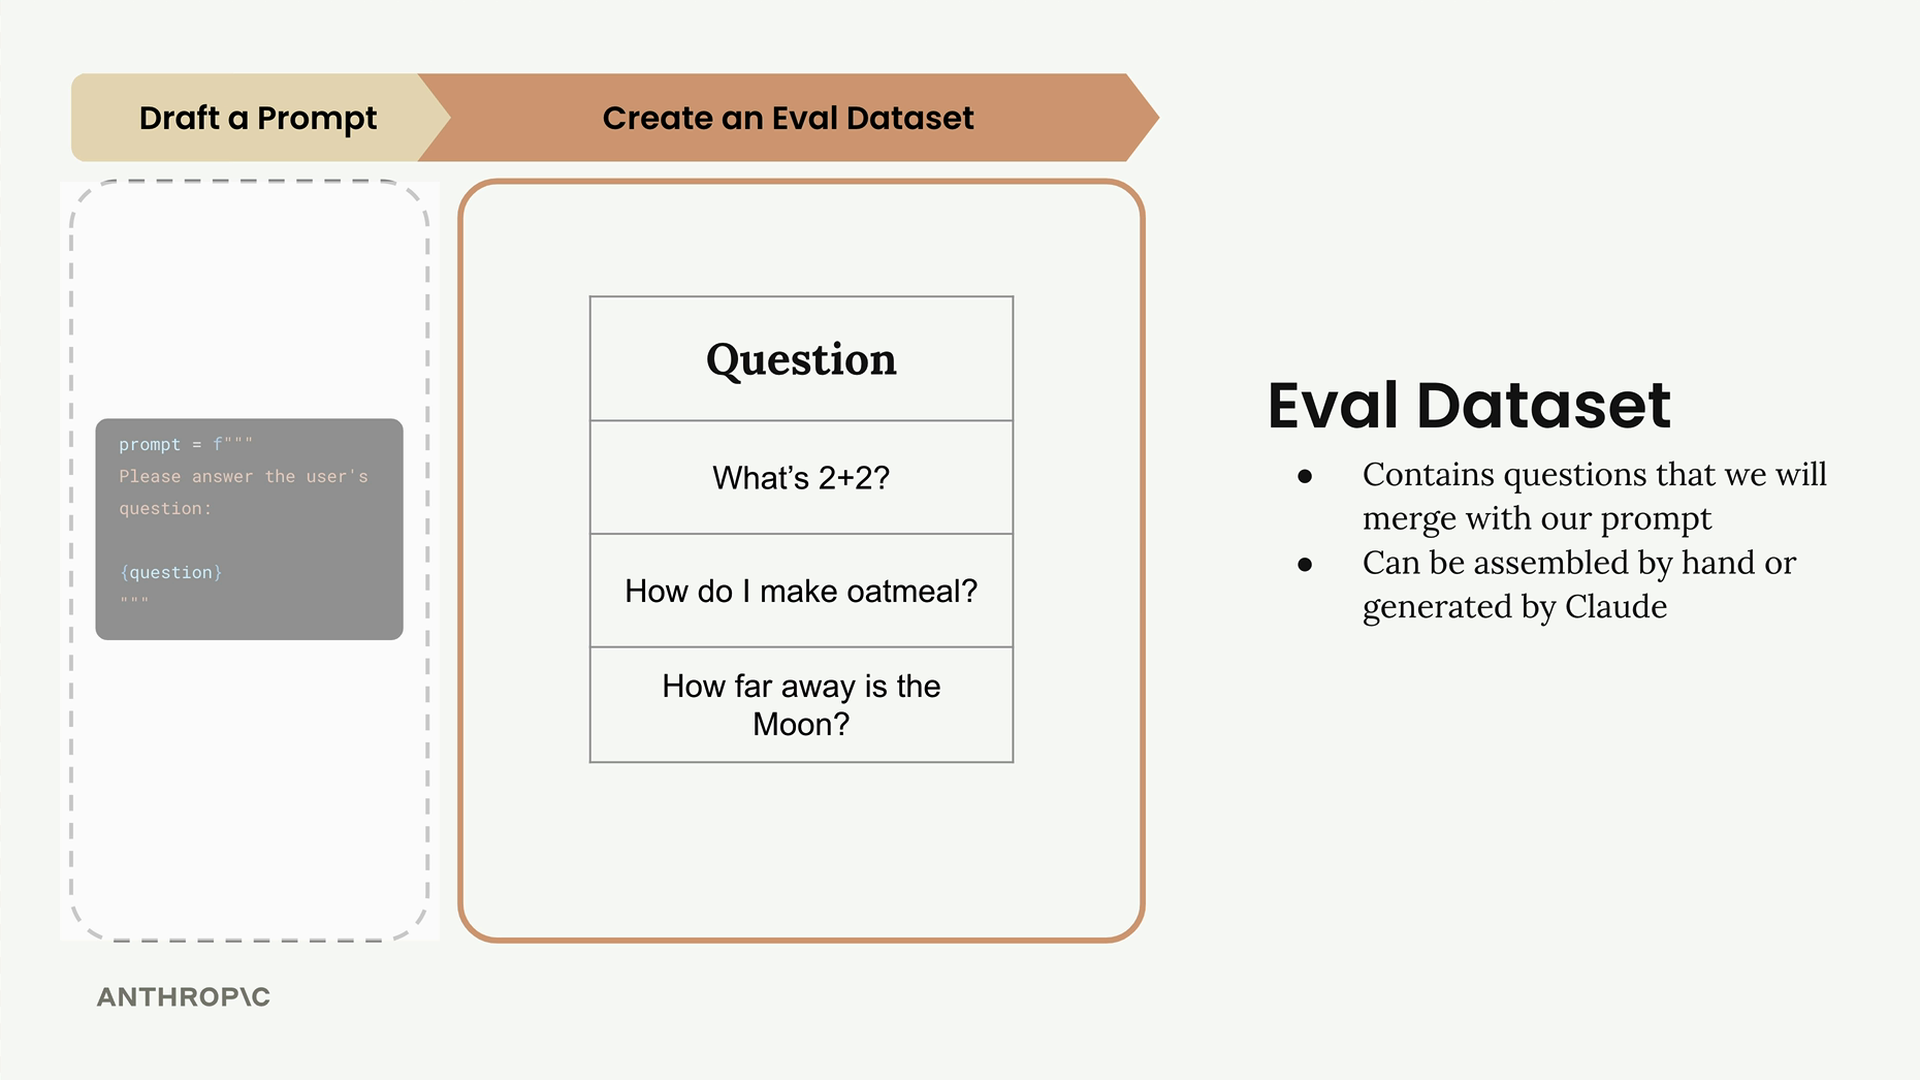 Draft a Prompt
Create an Eval Dataset
prompt = f"""
Please answer the user's
question:
{question}
"""
Question
What’s 2+2?
How do I make oatmeal?
How far away is the
Moon?
Eval Dataset
● Contains questions that we will
merge with our prompt
● Can be assembled by hand or
generated by Claude
ANTHROP\C